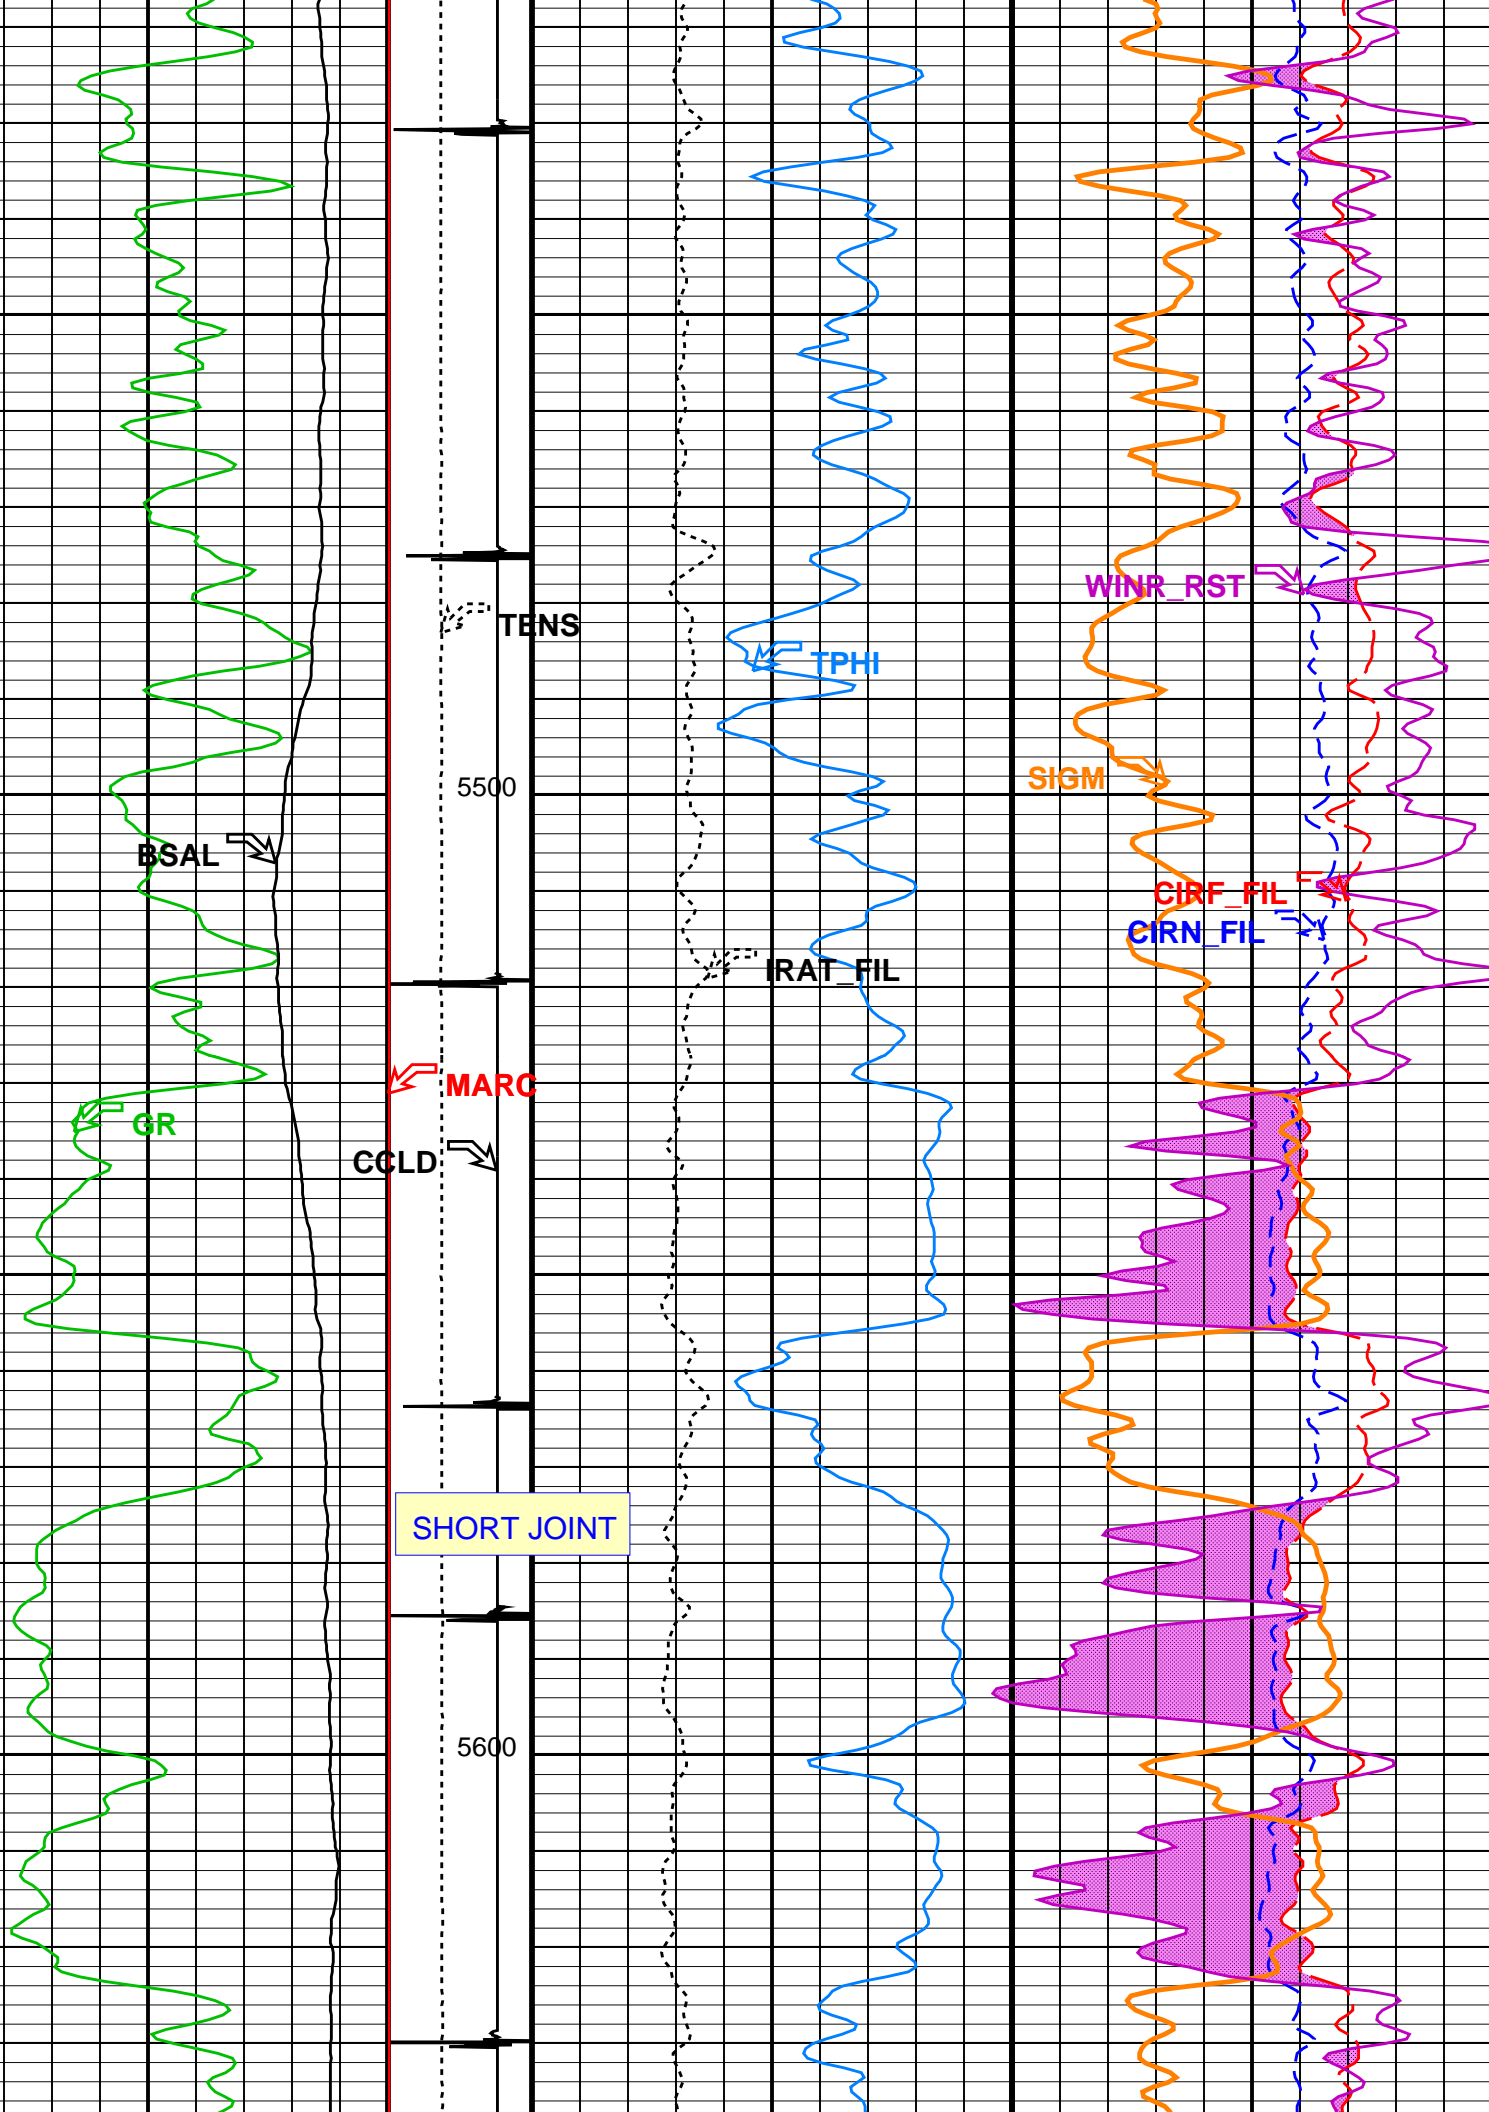 WINR_RST
TENS
TPHI
SIGM
5500
BSAL
CIRF_FIL
CIRN_FIL
IRAT_FIL
MARC
GR
CCLD
SHORT JOINT
5600